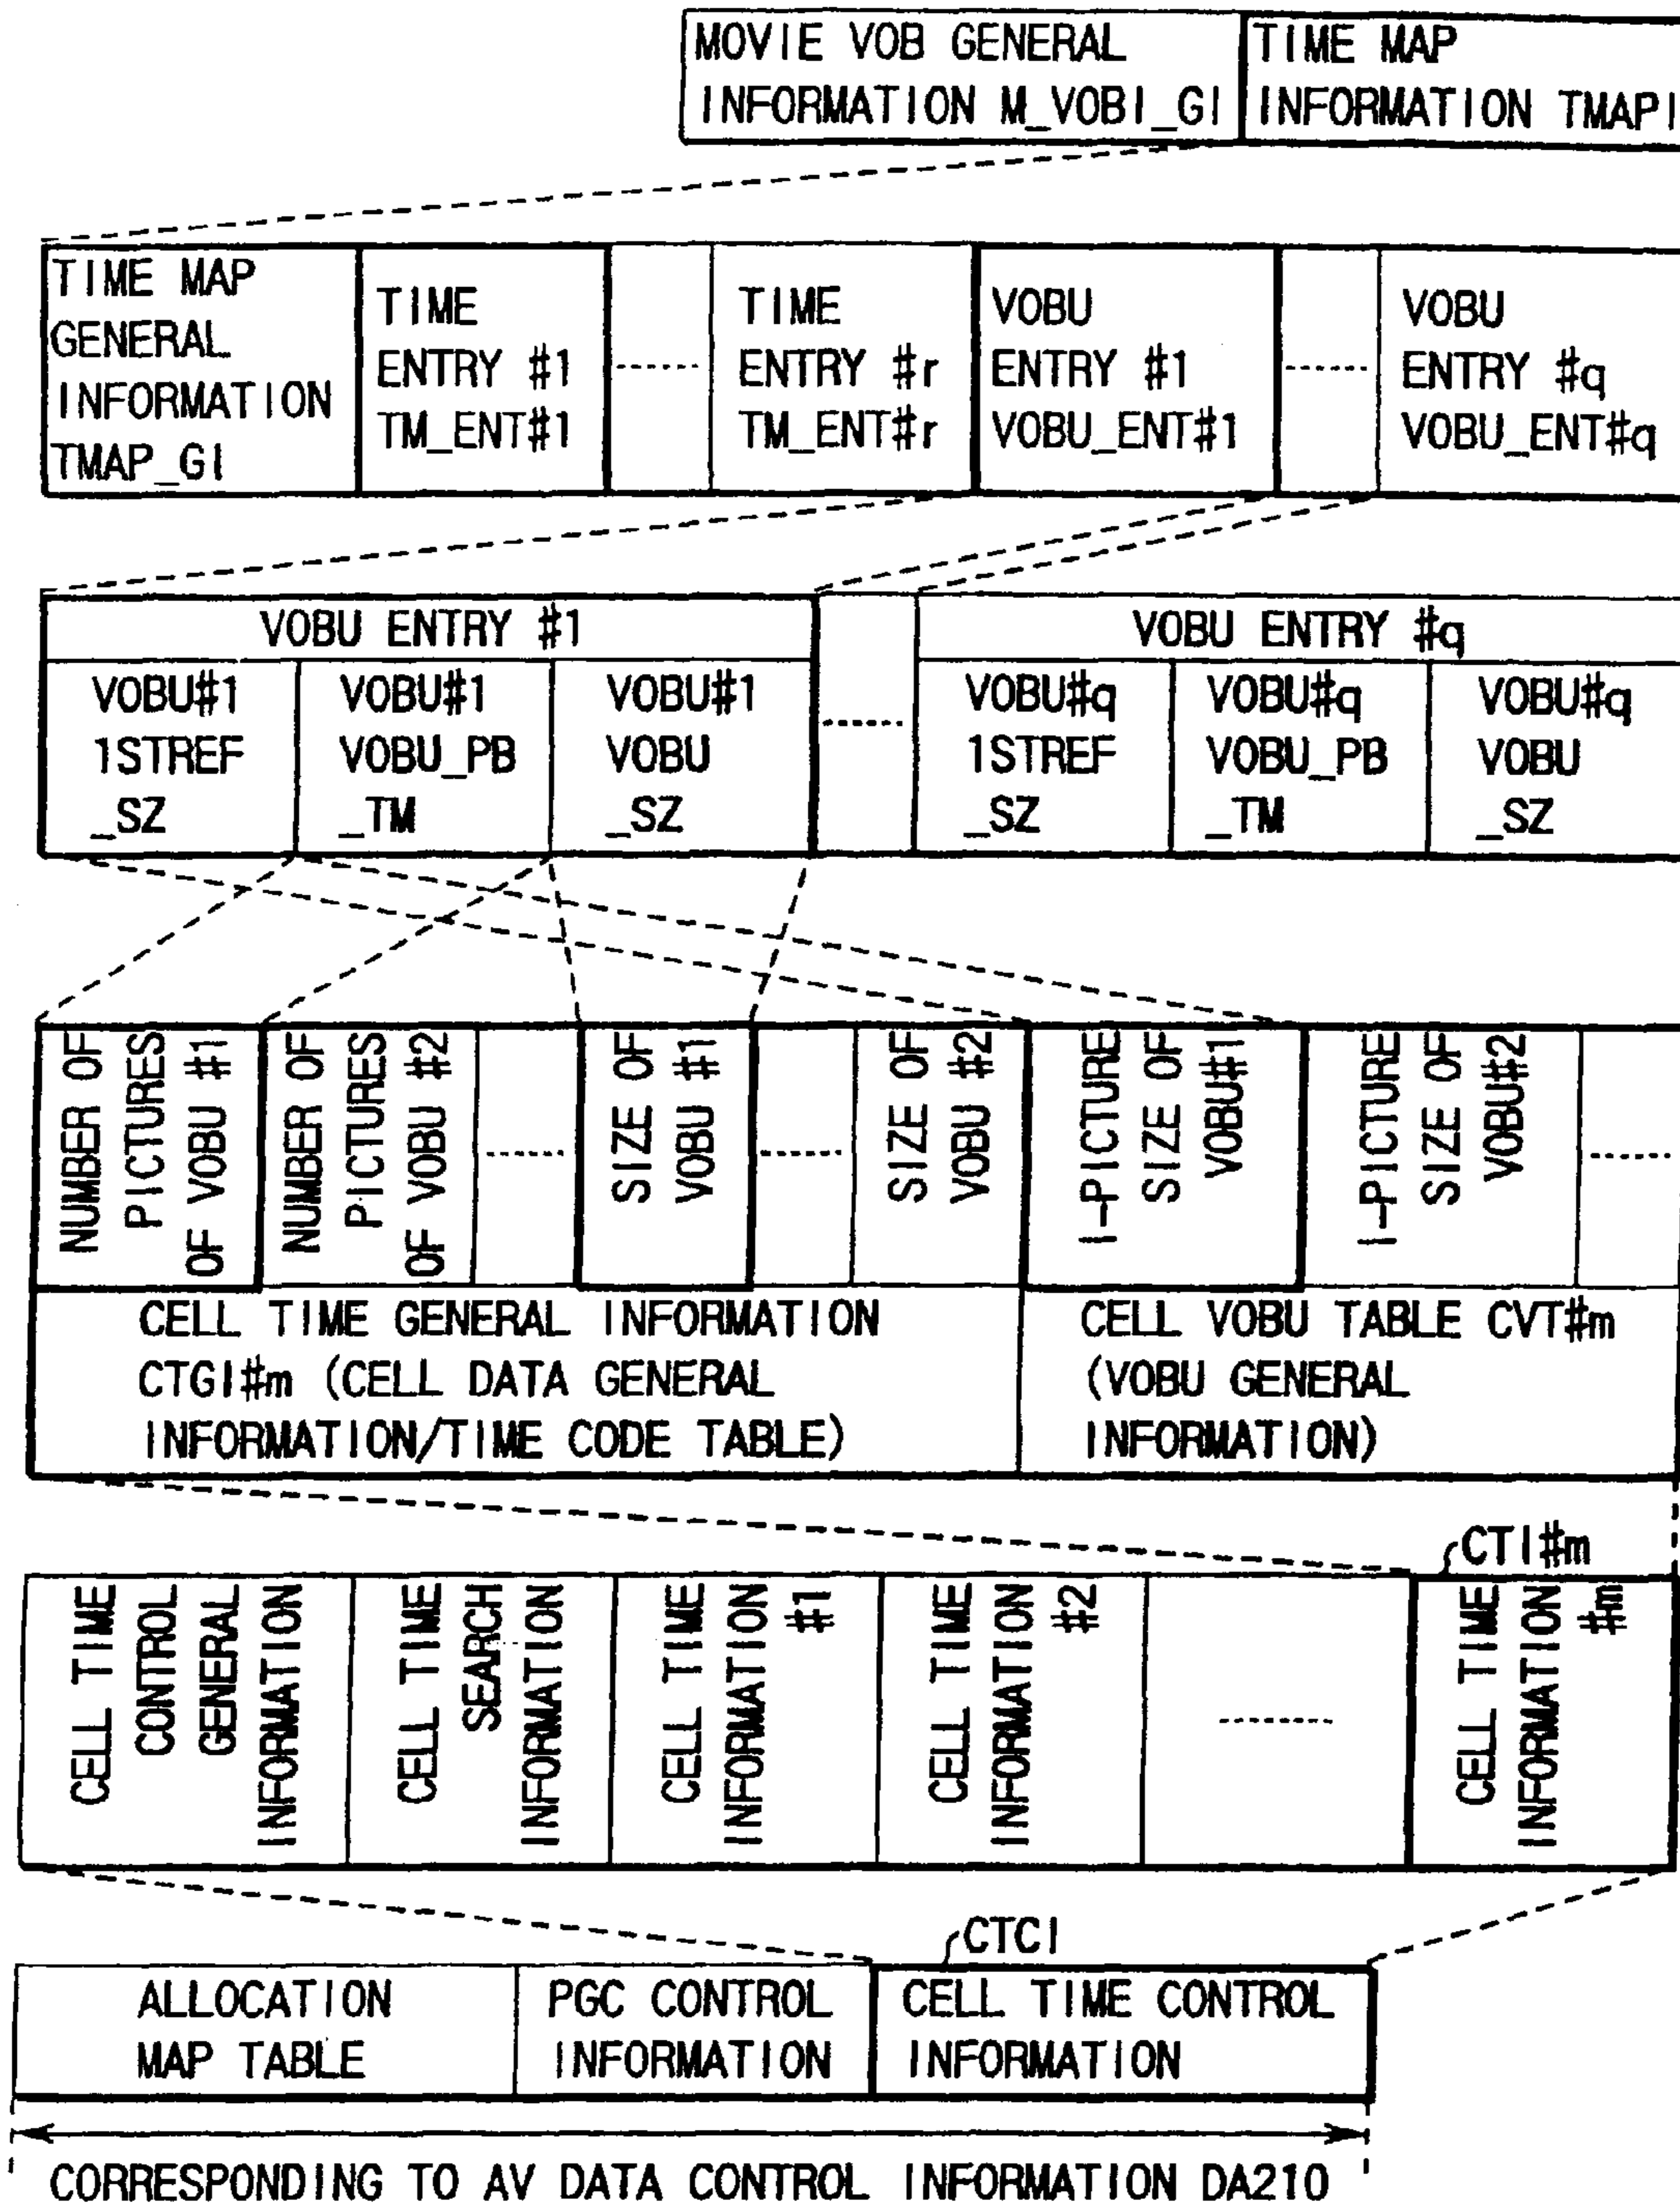 MOVIE VOB GENERAL
INFORMATION M_VOBI_GI
TIME MAP
INFORMATION TMAPI
TIME MAP
GENERAL
INFORMATION
TMAP_GI
TIME
ENTRY #1
TM_ENT#1
TIME
ENTRY #r
TM_ENT#r
VOBU
ENTRY #1
VOBU_ENT#1
VOBU
ENTRY #q
VOBU_ENT#q
VOBU ENTRY #1
VOBU#1
1STREF
_SZ
VOBU#1
VOBU_PB
_TM
VOBU#1
VOBU
_SZ
VOBU ENTRY #q
VOBU#q
1STREF
_SZ
VOBU#q
VOBU_PB
_TM
VOBU#q
VOBU
_SZ
NUMBER OF
PICTURES
OF VOBU #1
NUMBER OF
PICTURES
OF VOBU #2
SIZE OF
VOBU #1
SIZE OF
VOBU #2
I-PICTURE
SIZE OF
VOBU#1
I-PICTURE
SIZE OF
VOBU#2
CELL TIME GENERAL INFORMATION
CTGI#m (CELL DATA GENERAL
INFORMATION/TIME CODE TABLE)
CELL VOBU TABLE CVT#m
(VOBU GENERAL
INFORMATION)
CTI#m
CELL TIME
CONTROL
GENERAL
INFORMATION
CELL TIME
SEARCH
INFORMATION
CELL TIME
INFORMATION
#1
CELL TIME
INFORMATION
#2
CELL TIME
INFORMATION
#m
CTCI
ALLOCATION
MAP TABLE
PGC CONTROL
INFORMATION
CELL TIME CONTROL
INFORMATION
CORRESPONDING TO AV DATA CONTROL INFORMATION DA210